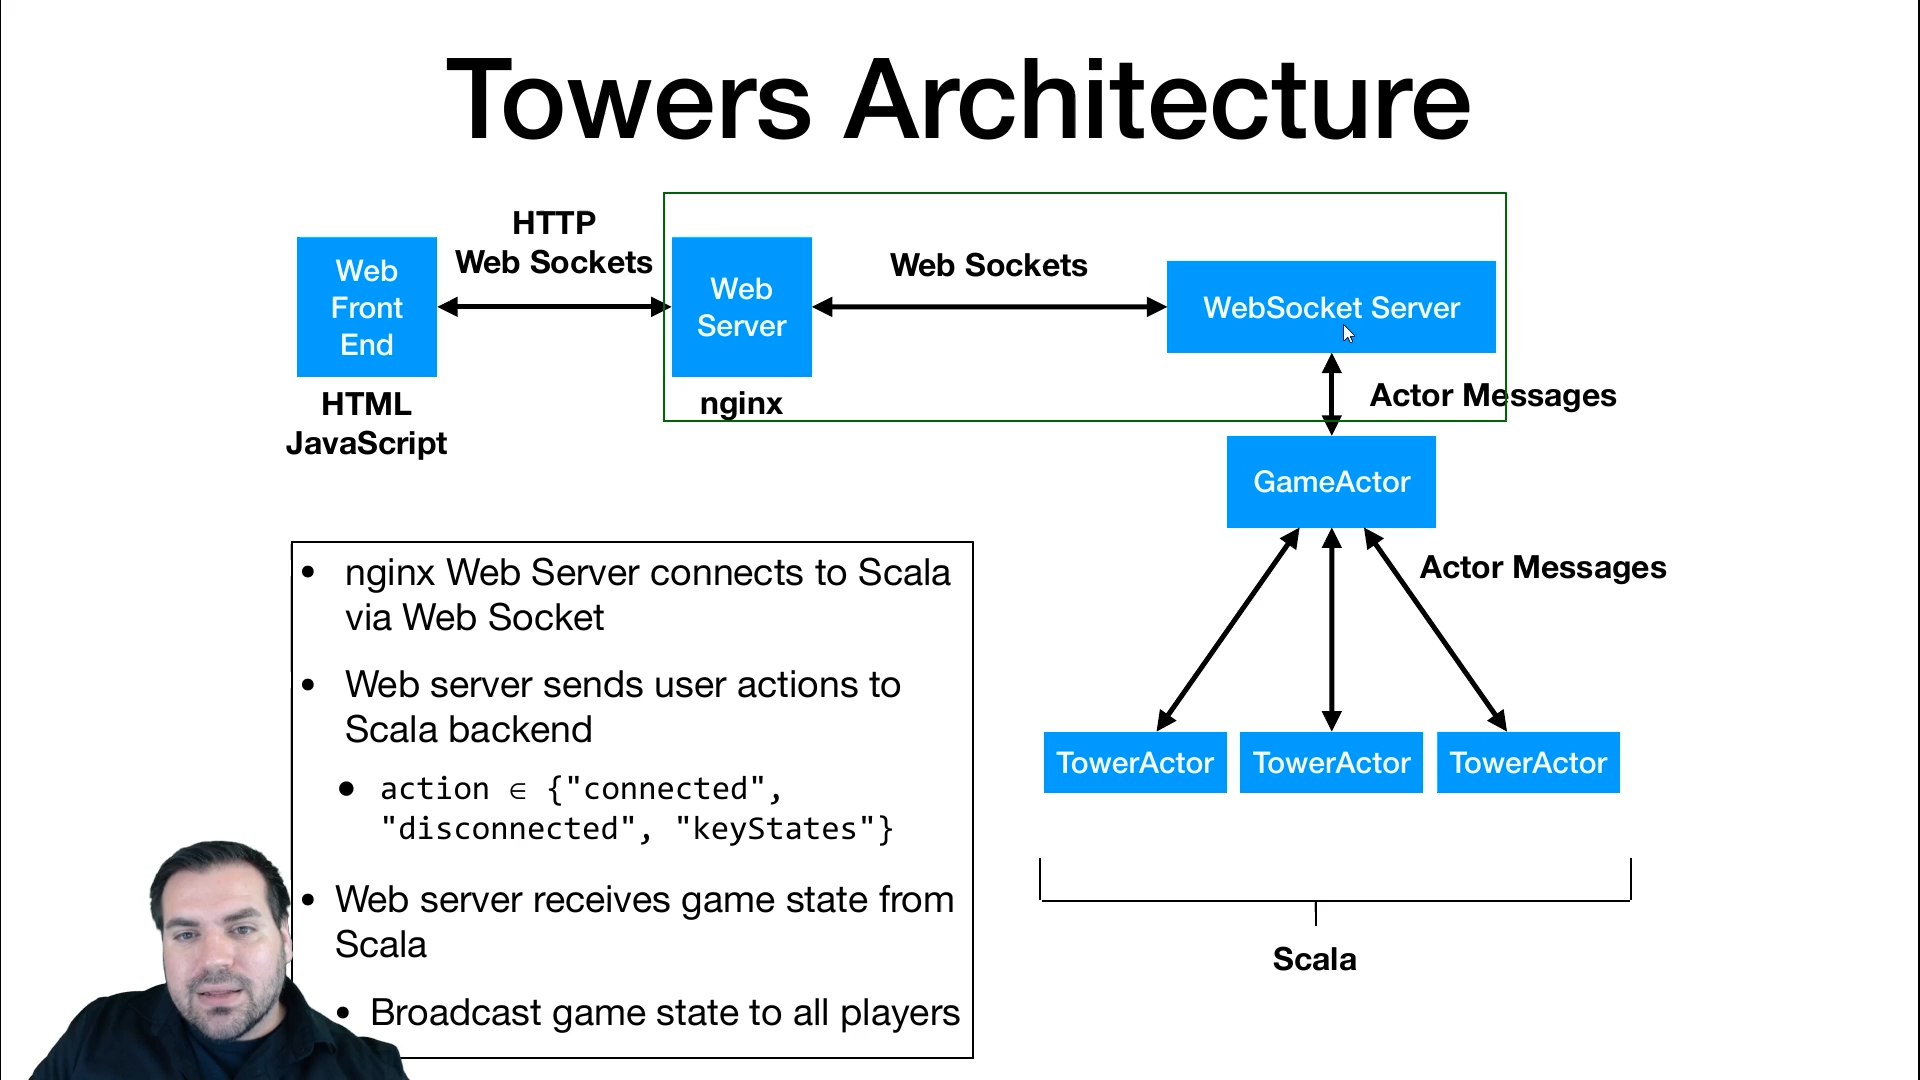 Towers Architecture
HTTP
Web Sockets
Web
Front
End
HTML
JavaScript
Web
Server
nginx
Web Sockets
WebSocket Server
Actor Messages
GameActor
Actor Messages
TowerActor
TowerActor
TowerActor
Scala
• nginx Web Server connects to Scala
via Web Socket
• Web server sends user actions to
Scala backend
• action ∈ {"connected",
"disconnected", "keyStates"}
• Web server receives game state from
Scala
• Broadcast game state to all players